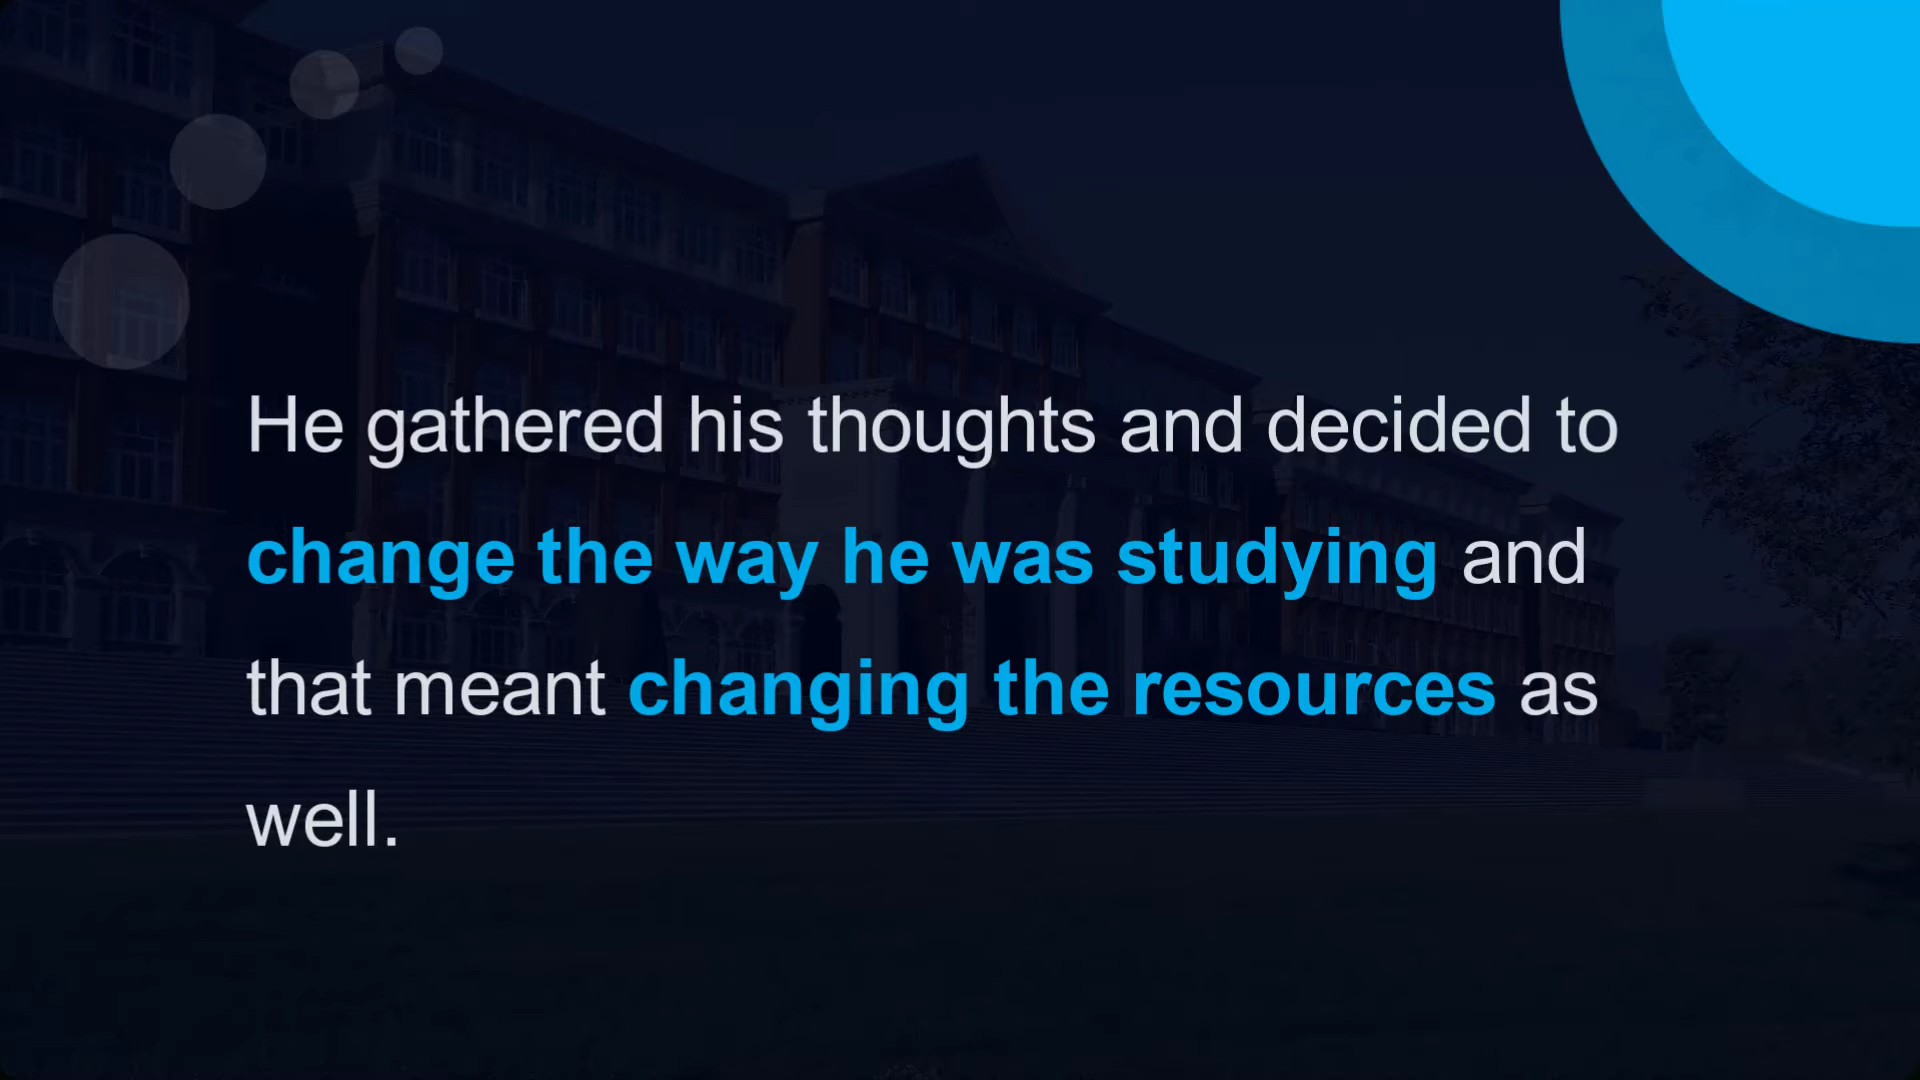 He gathered his thoughts and decided to
change the way he was studying and
that meant changing the resources as
well.